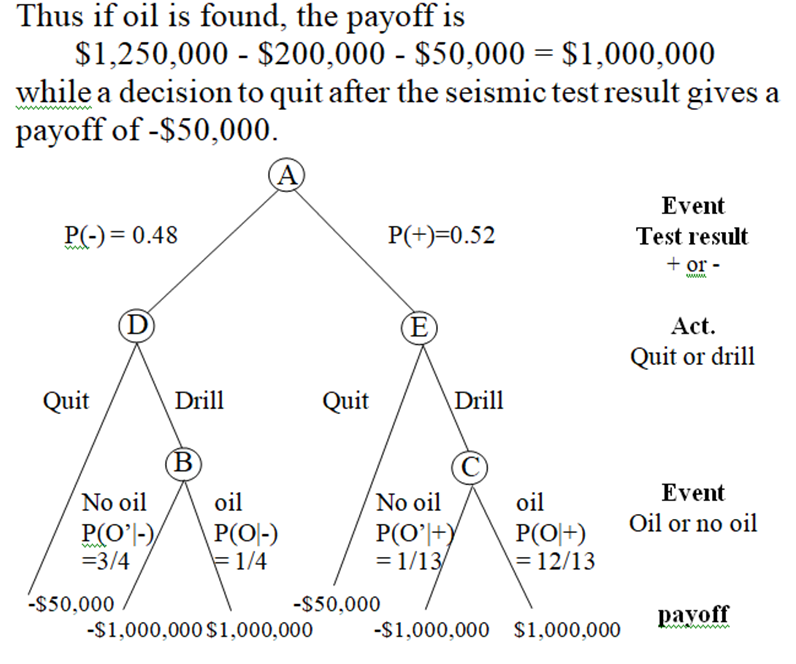 Thus if oil is found, the payoff is
$1,250,000 - $200,000 - $50,000 = $1,000,000
while a decision to quit after the seismic test result gives a
payoff of -$50,000.
A
P(-) = 0.48
P(+)=0.52
Event
Test result
+ or -
D
E
Act.
Quit or drill
Quit
Drill
Quit
Drill
B
C
No oil
oil
No oil
oil
Event
P(O’|-)
P(O|-)
P(O’|+)
P(O|+)
Oil or no oil
=3/4
= 1/4
= 1/13
= 12/13
-$50,000
-$50,000
payoff
-$1,000,000
$1,000,000
-$1,000,000
$1,000,000